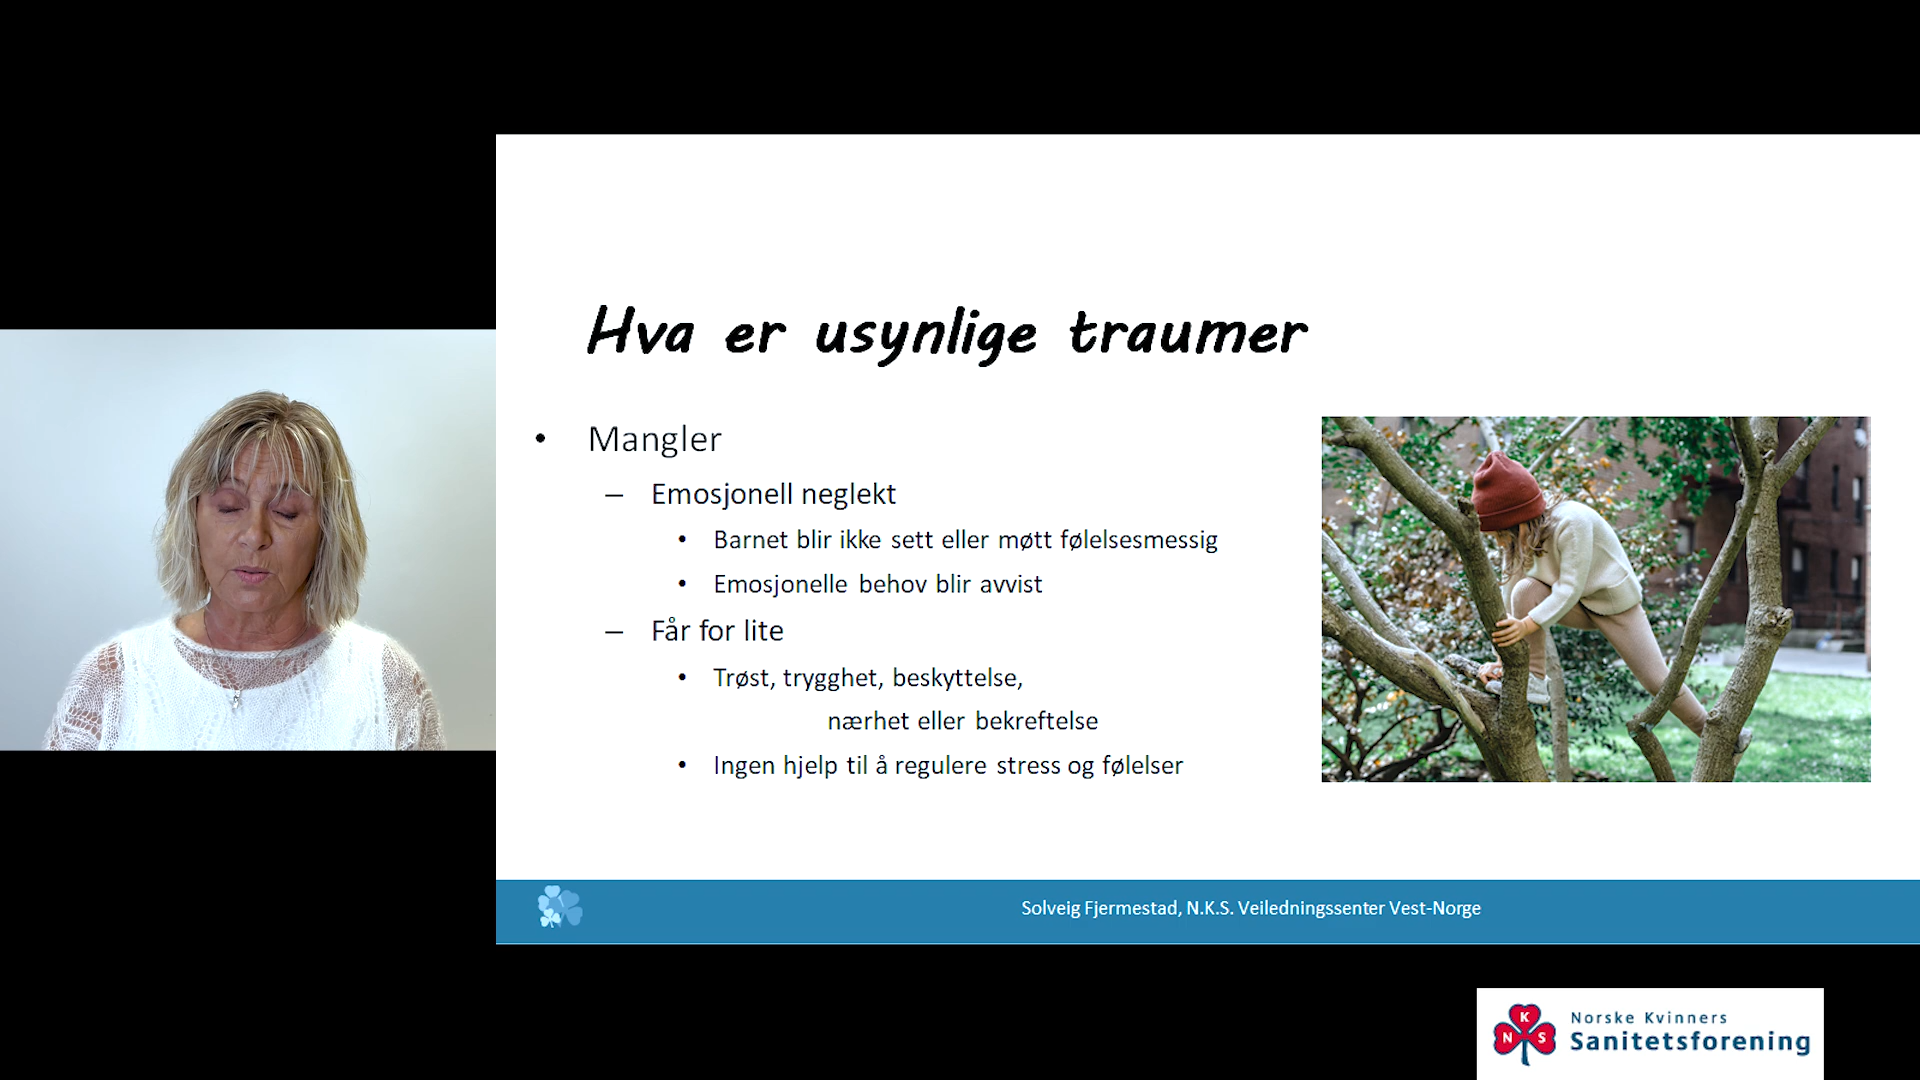 Hva er usynlige traumer
• Mangler
– Emosjonell neglekt
• Barnet blir ikke sett eller møtt følelsesmessig
• Emosjonelle behov blir avvist
– Får for lite
• Trøst, trygghet, beskyttelse,
nærhet eller bekreftelse
• Ingen hjelp til å regulere stress og følelser
Solveig Fjermestad, N.K.S. Veiledningssenter Vest-Norge
N K S
Norske Kvinners
Sanitetsforening